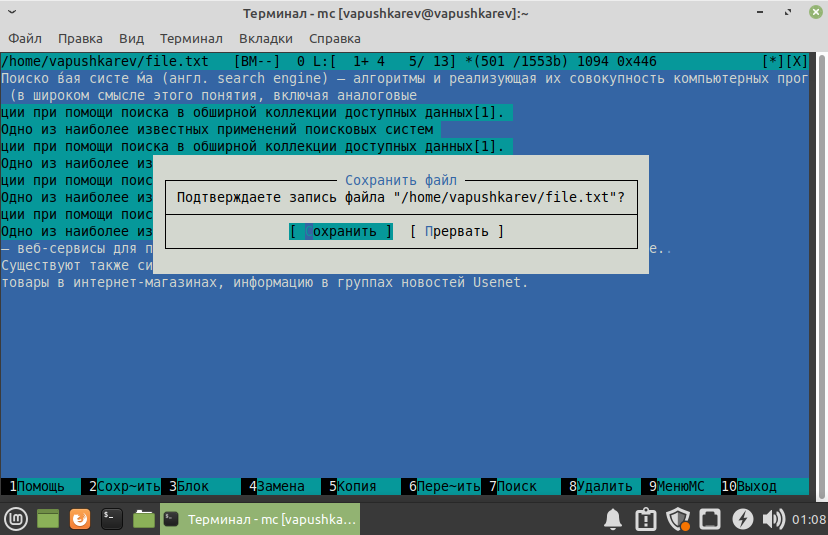 Терминал - mc [vapushkarev@vapushkarev]:~
Файл Правка Вид Терминал Вкладки Справка
/home/vapushkarev/file.txt [BM--] 0 L:[ 1+ 4 5/ 13] *(501 /1553b) 1094 0x446 [*][X]
Поиско́вая систе́ма (англ. search engine) — алгоритмы и реализующая их совокупность компьютерных прог
(в широком смысле этого понятия, включая аналоговые
ции при помощи поиска в обширной коллекции доступных данных[1].
Одно из наиболее известных применений поисковых систем
ции при помощи поиска в обширной коллекции доступных данных[1].
Одно из наиболее из
Сохранить файл
ции при помощи поис
Подтверждаете запись файла "/home/vapushkarev/file.txt"?
Одно из наиболее из
ции при помощи поис
Одно из наиболее из
[ Сохранить ] [ Прервать ]
— веб-сервисы для п е..
Существуют также си
товары в интернет-магазинах, информацию в группах новостей Usenet.
1Помощь 2Сохр~ить 3Блок 4Замена 5Копия 6Пере~ить 7Поиск 8Удалить 9МенюMC 10Выход
Терминал - mc [vapushka... 01:08